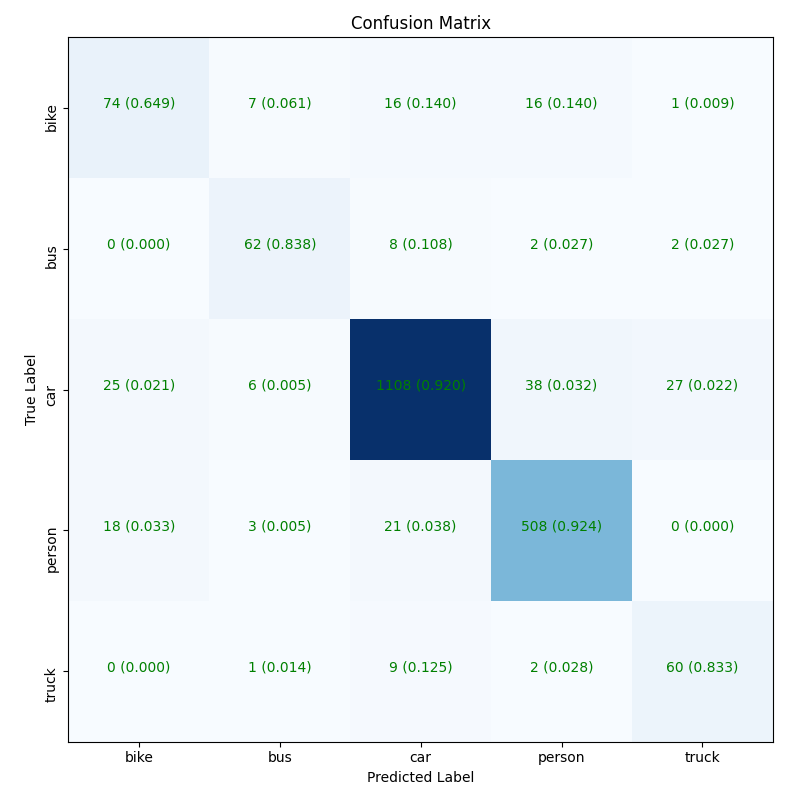 Confusion Matrix
True Label
bike
74 (0.649) 7 (0.061) 16 (0.140) 16 (0.140) 1 (0.009)
bus
0 (0.000) 62 (0.838) 8 (0.108) 2 (0.027) 2 (0.027)
car
25 (0.021) 6 (0.005) 1108 (0.920) 38 (0.032) 27 (0.022)
person
18 (0.033) 3 (0.005) 21 (0.038) 508 (0.924) 0 (0.000)
truck
0 (0.000) 1 (0.014) 9 (0.125) 2 (0.028) 60 (0.833)
bike bus car person truck
Predicted Label